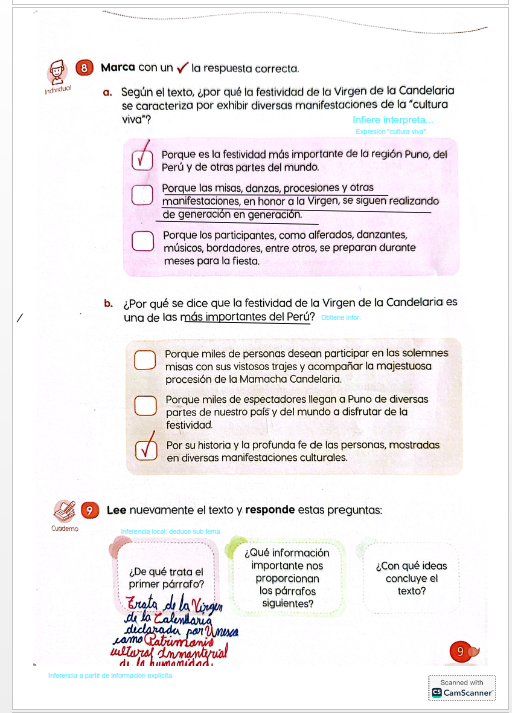 8 Marca con un ✓ la respuesta correcta.
Individual
a. Según el texto, ¿por qué la festividad de la Virgen de la Candelaria
se caracteriza por exhibir diversas manifestaciones de la "cultura
viva"?
Infiere interpreta...
Expresión "cultura viva".
✓ Porque es la festividad más importante de la región Puno, del
Perú y de otras partes del mundo.
Porque las misas, danzas, procesiones y otras
manifestaciones, en honor a la Virgen, se siguen realizando
de generación en generación.
Porque los participantes, como alferados, danzantes,
músicos, bordadores, entre otros, se preparan durante
meses para la fiesta.
b. ¿Por qué se dice que la festividad de la Virgen de la Candelaria es
una de las más importantes del Perú? Obtiene infor.
Porque miles de personas desean participar en las solemnes
misas con sus vistosos trajes y acompañar la majestuosa
procesión de la Mamacha Candelaria.
Porque miles de espectadores llegan a Puno de diversas
partes de nuestro país y del mundo a disfrutar de la
festividad.
✓ Por su historia y la profunda fe de las personas, mostradas
en diversas manifestaciones culturales.
9 Lee nuevamente el texto y responde estas preguntas:
Cuaderno
Inferencia local: deduce sub tema.
¿De qué trata el
primer párrafo?
Trata de la Virgen
de la Calendaria
declarada por Unesco
como Patrimonio
cultural Inmanterial
de la humanidad.
¿Qué información
importante nos
proporcionan
los párrafos
siguientes?
¿Con qué ideas
concluye el
texto?
9
Inferencia a partir de información explícita.
Scanned with
CS CamScanner